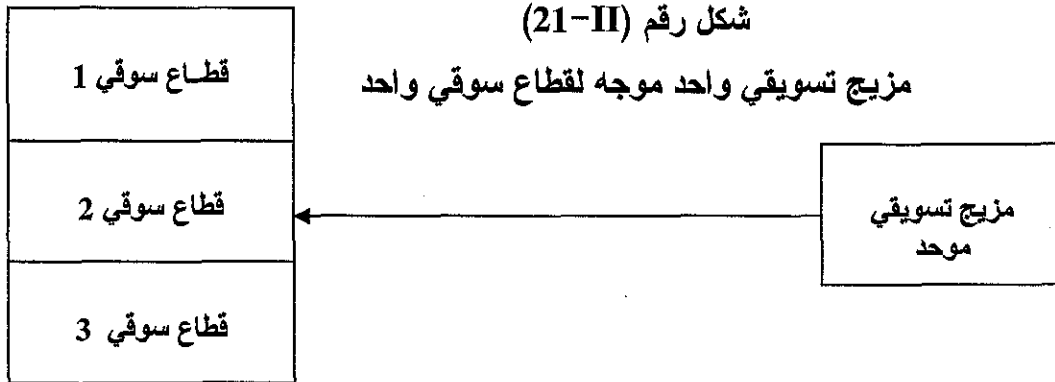 شكل رقم (21-II)
مزيج تسويقي واحد موجه لقطاع سوقي واحد
مزيج تسويقي
موحد
قطاع سوقي 1
قطاع سوقي 2
قطاع سوقي 3